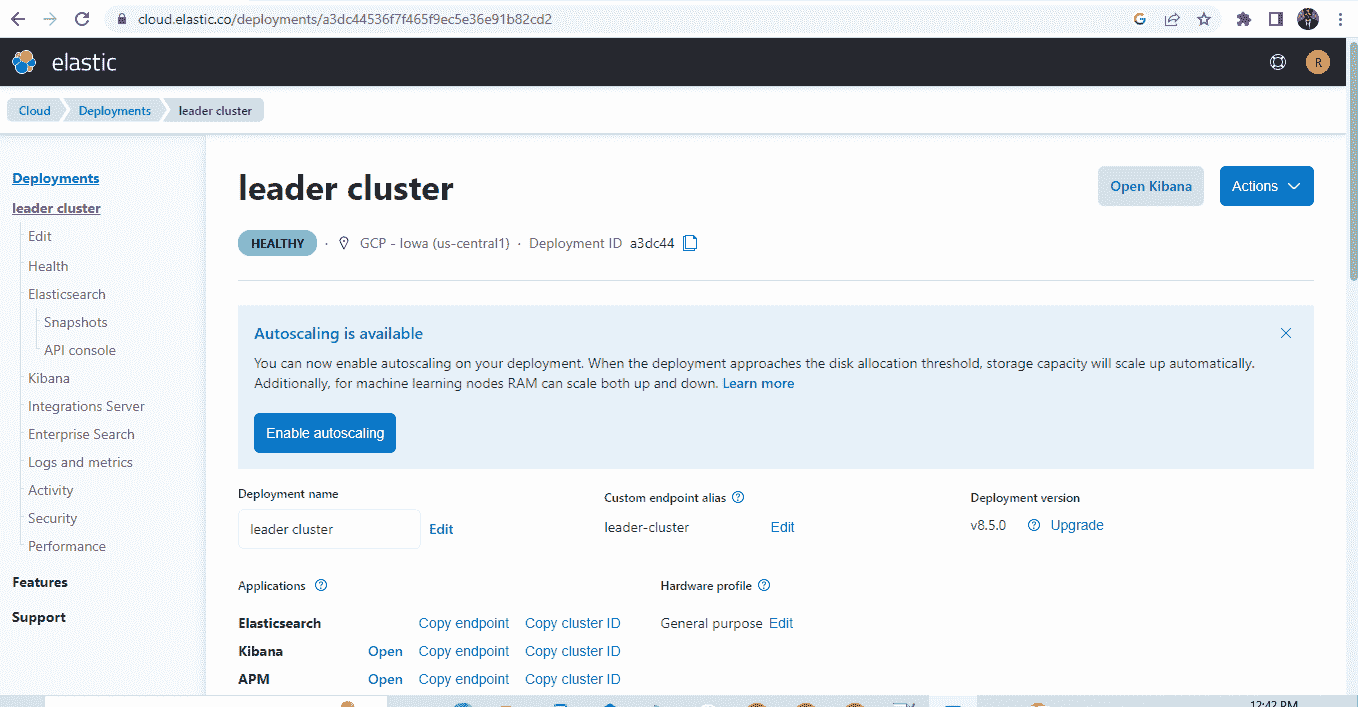 cloud.elastic.co/deployments/a3dc44536f7f465f9ec5e36e91b82cd2
elastic
R
Cloud
Deployments
leader cluster
Deployments
leader cluster
Edit
Health
Elasticsearch
Snapshots
API console
Kibana
Integrations Server
Enterprise Search
Logs and metrics
Activity
Security
Performance
Features
Support
leader cluster
Open Kibana
Actions
HEALTHY · GCP - Iowa (us-central1) · Deployment ID a3dc44
Autoscaling is available
You can now enable autoscaling on your deployment. When the deployment approaches the disk allocation threshold, storage capacity will scale up automatically.
Additionally, for machine learning nodes RAM can scale both up and down. Learn more
Enable autoscaling
Deployment name
leader cluster Edit
Custom endpoint alias
leader-cluster Edit
Deployment version
v8.5.0 Upgrade
Applications
Elasticsearch Copy endpoint Copy cluster ID
Kibana Open Copy endpoint Copy cluster ID
APM Open Copy endpoint Copy cluster ID
Hardware profile
General purpose Edit
12:42 PM